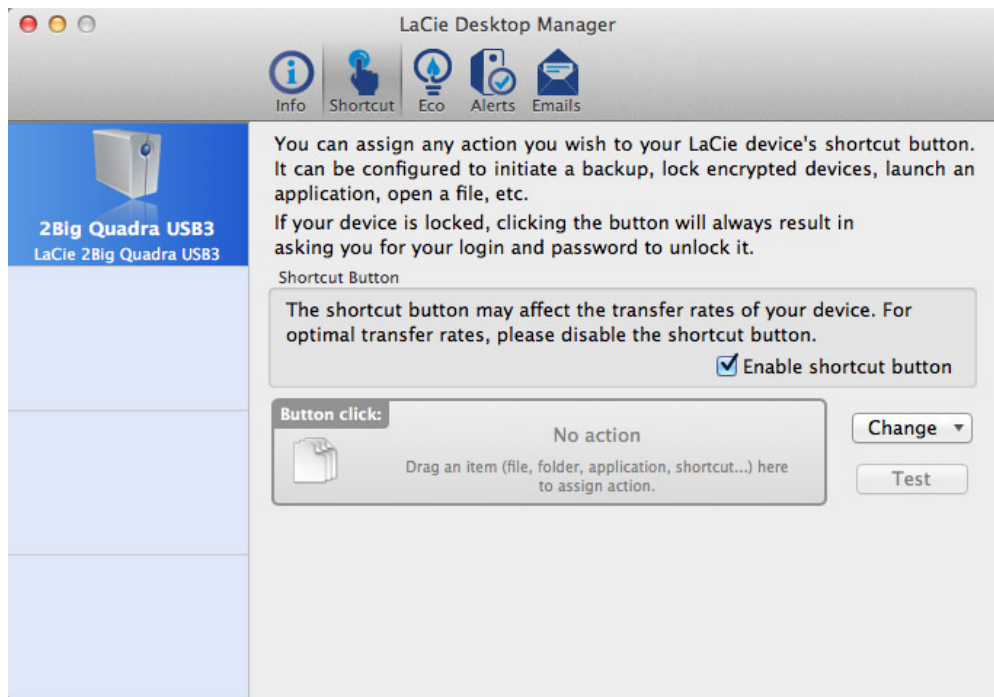 LaCie Desktop Manager
Info
Shortcut
Eco
Alerts
Emails
2Big Quadra USB3
LaCie 2Big Quadra USB3
You can assign any action you wish to your LaCie device's shortcut button.
It can be configured to initiate a backup, lock encrypted devices, launch an
application, open a file, etc.
If your device is locked, clicking the button will always result in
asking you for your login and password to unlock it.
Shortcut Button
The shortcut button may affect the transfer rates of your device. For
optimal transfer rates, please disable the shortcut button.
Enable shortcut button
Button click:
No action
Drag an item (file, folder, application, shortcut...) here
to assign action.
Change
Test